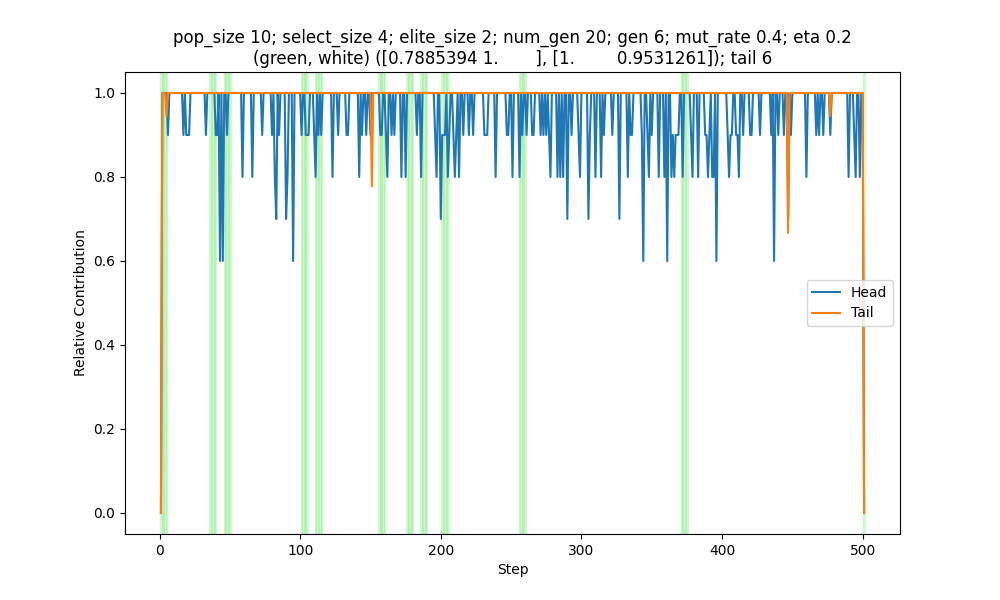 pop_size 10; select_size 4; elite_size 2; num_gen 20; gen 6; mut_rate 0.4; eta 0.2
(green, white) ([0.7885394 1. ], [1. 0.9531261]); tail 6
1.0
0.8
0.6
0.4
0.2
0.0
Relative Contribution
Head
Tail
0 100 200 300 400 500
Step